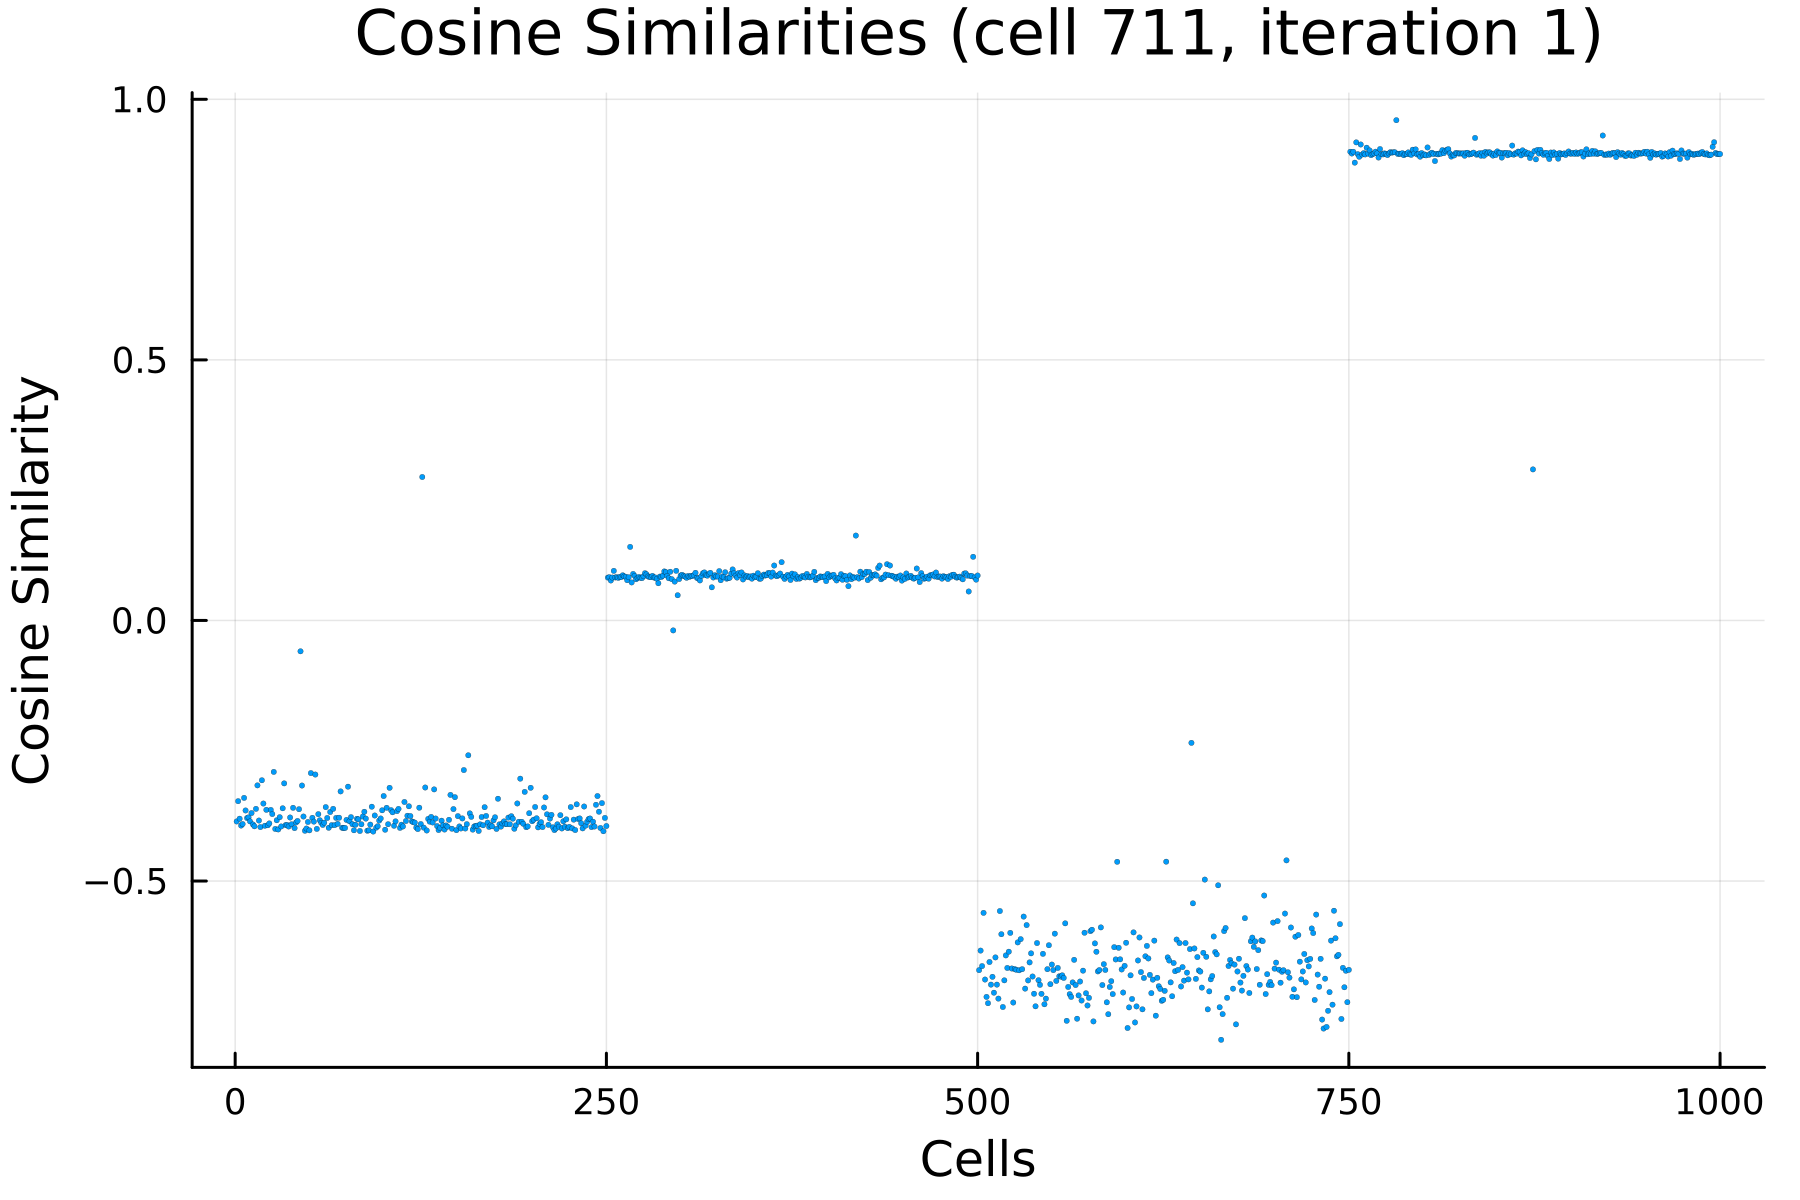 Cosine Similarities (cell 711, iteration 1)
1.0
0.5
0.0
−0.5
Cosine Similarity
0 250 500 750 1000
Cells